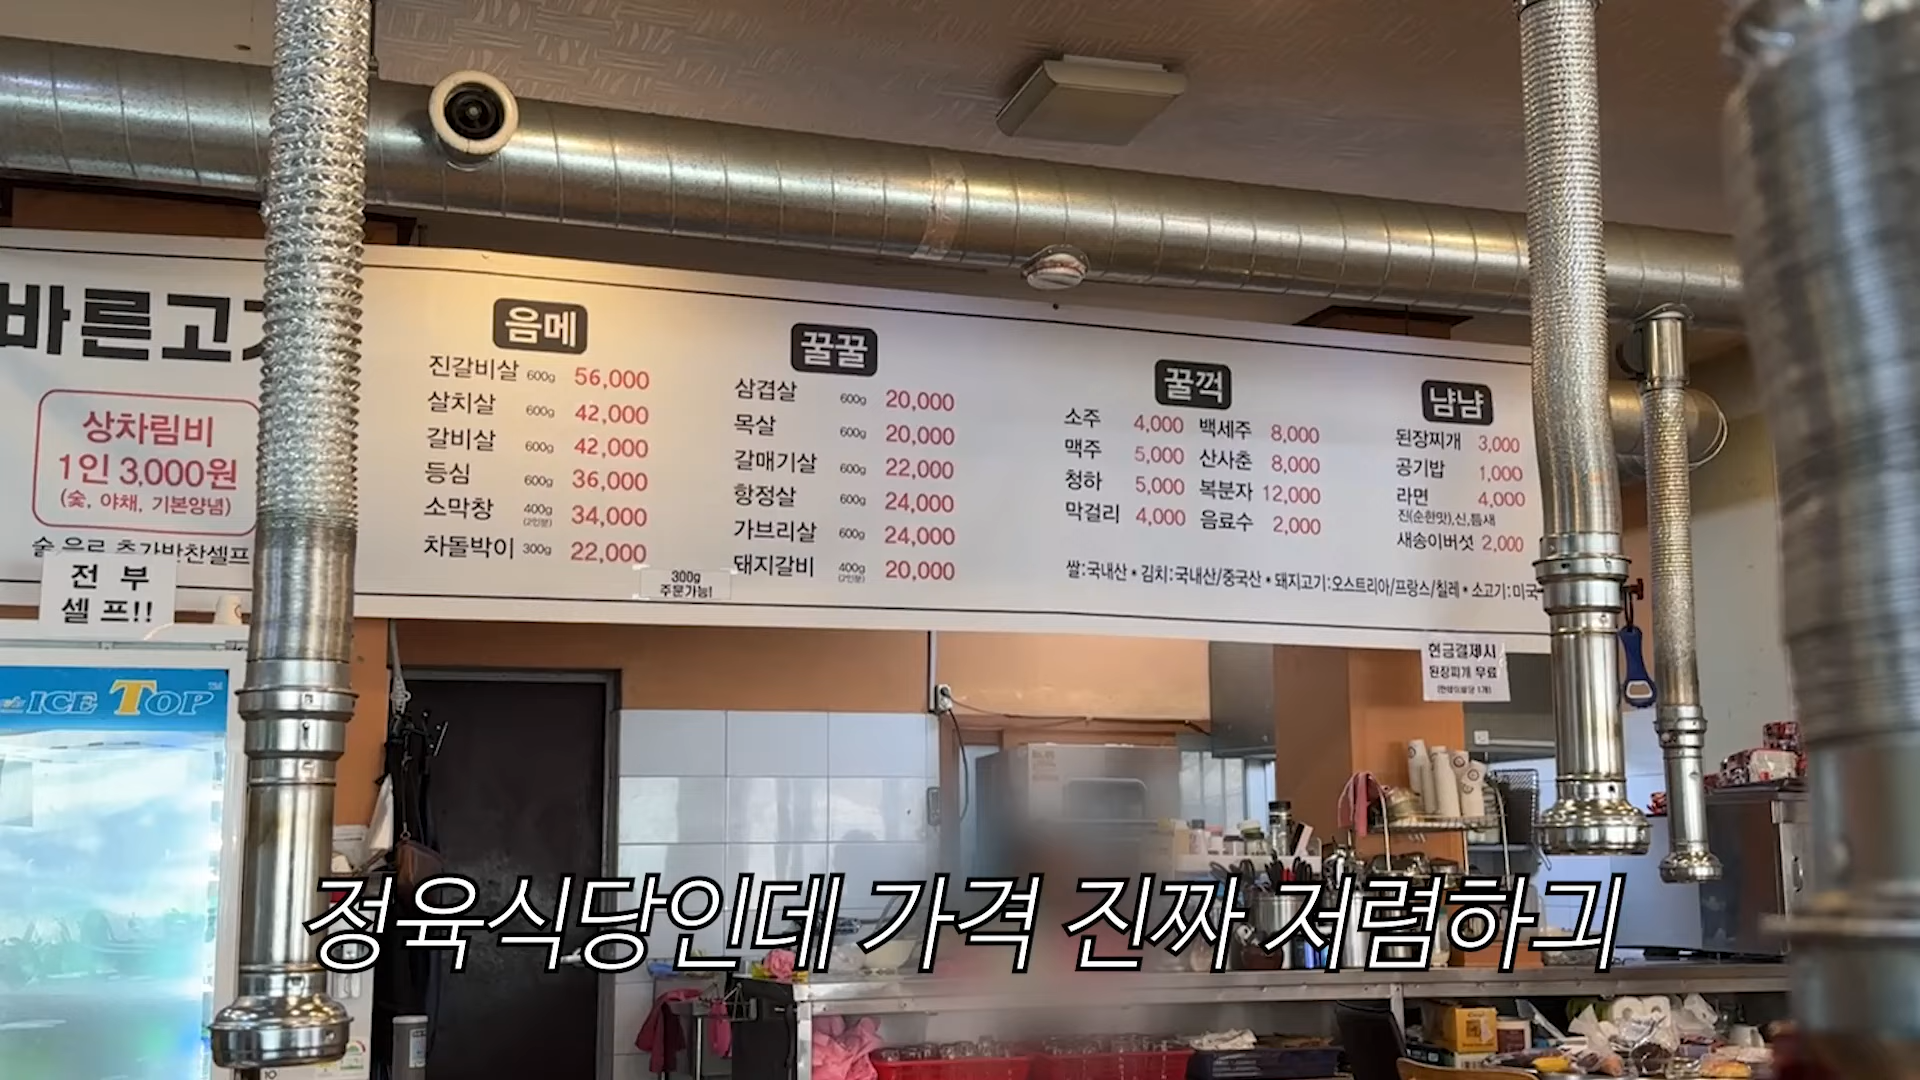 바른고기
상차림비
1인 3,000원
(숯, 야채, 기본양념)
전 부
셀 프!!
ICE TOP
음메
진갈비살 600g 56,000
살치살 600g 42,000
갈비살 600g 42,000
등심 600g 36,000
소막창 400g (2인분) 34,000
차돌박이 300g 22,000
300g
주문가능!
꿀꿀
삼겹살 600g 20,000
목살 600g 20,000
갈매기살 600g 22,000
항정살 600g 24,000
가브리살 600g 24,000
돼지갈비 400g (2인분) 20,000
꿀꺽
소주 4,000 백세주 8,000
맥주 5,000 산사춘 8,000
청하 5,000 복분자 12,000
막걸리 4,000 음료수 2,000
냠냠
된장찌개 3,000
공기밥 1,000
라면 4,000
진(순한맛),신,틈새
새송이버섯 2,000
쌀:국내산 * 김치:국내산/중국산 * 돼지고기:오스트리아/프랑스/칠레 * 소고기:미국
현금결제시
된장찌개 무료
정육식당인데 가격 진짜 저렴하긔